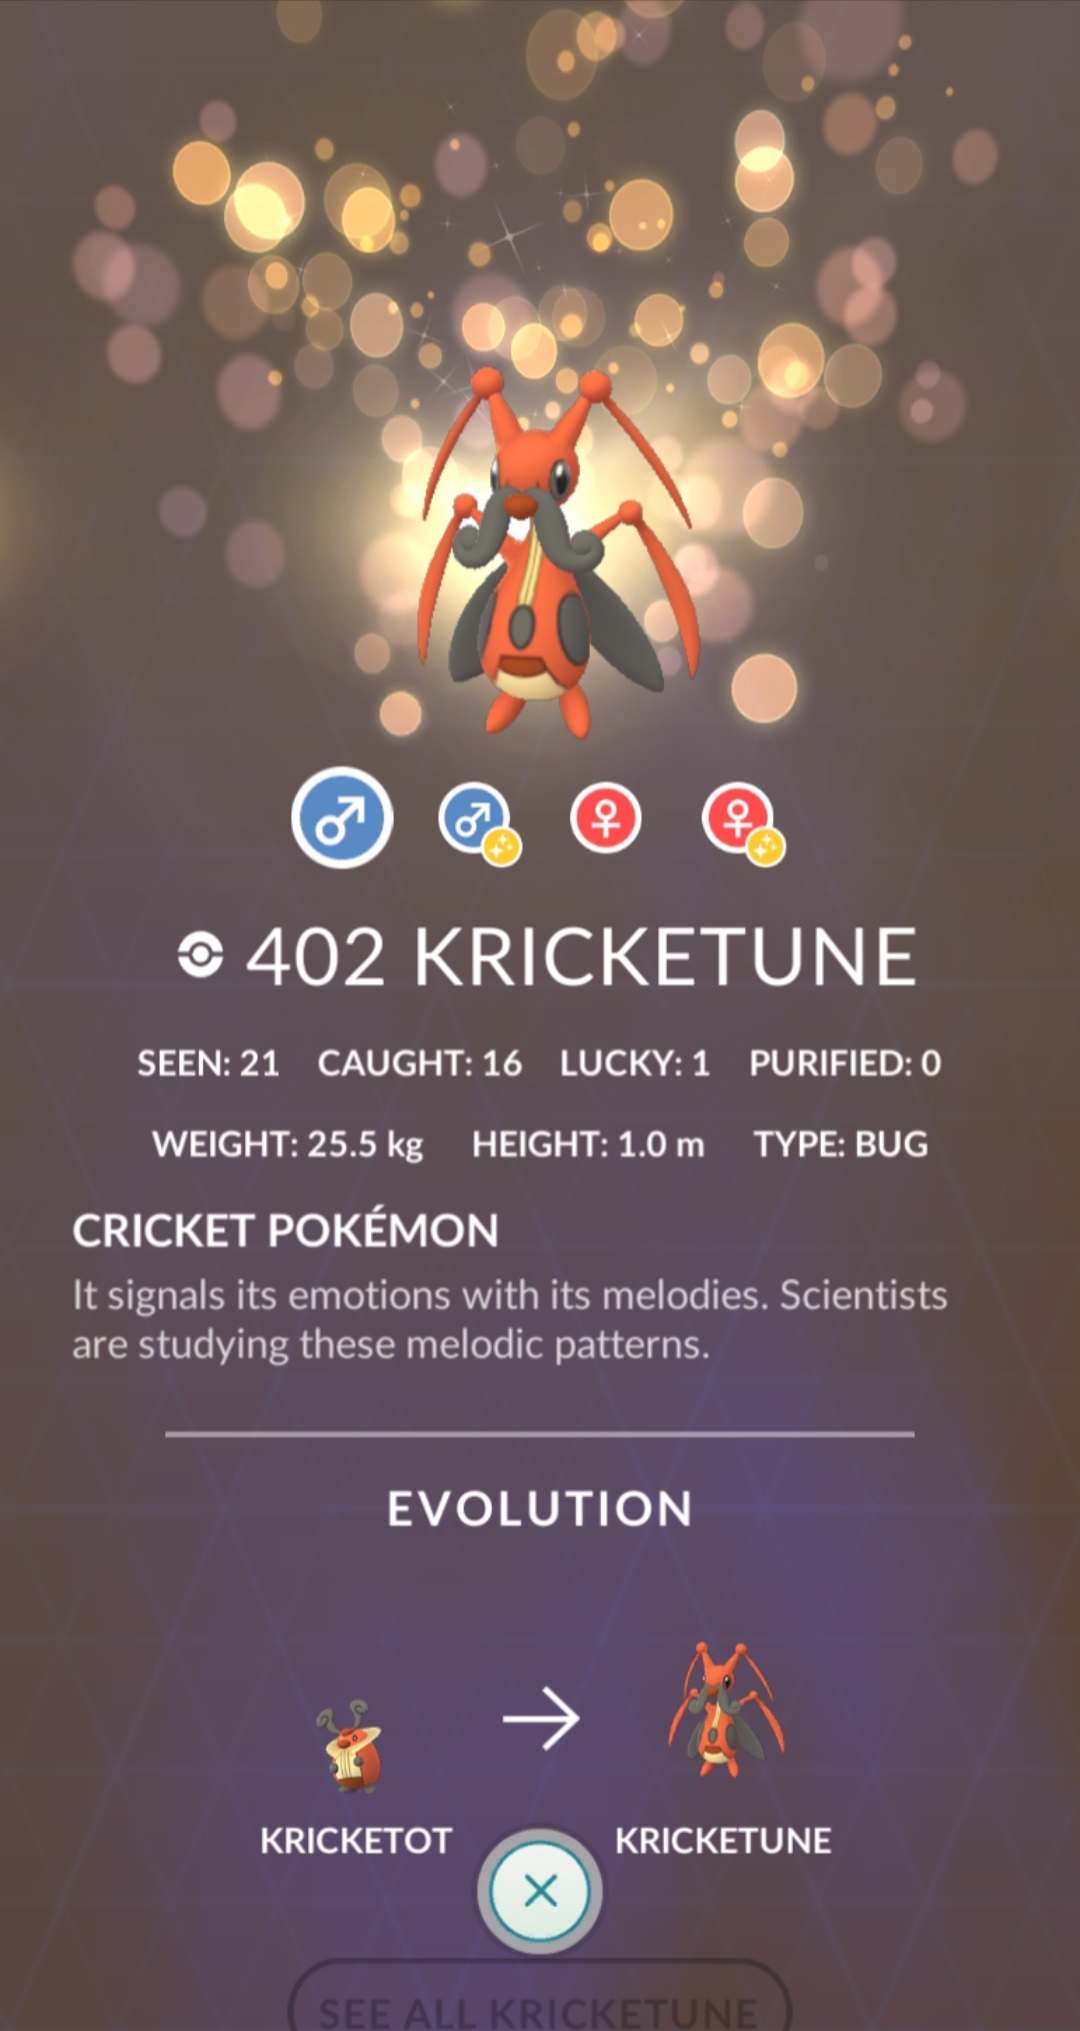 402 KRICKETUNE
SEEN: 21 CAUGHT: 16 LUCKY: 1 PURIFIED: 0
WEIGHT: 25.5 kg HEIGHT: 1.0 m TYPE: BUG
CRICKET POKÉMON
It signals its emotions with its melodies. Scientists
are studying these melodic patterns.
EVOLUTION
KRICKETOT KRICKETUNE
SEE ALL KRICKETUNE